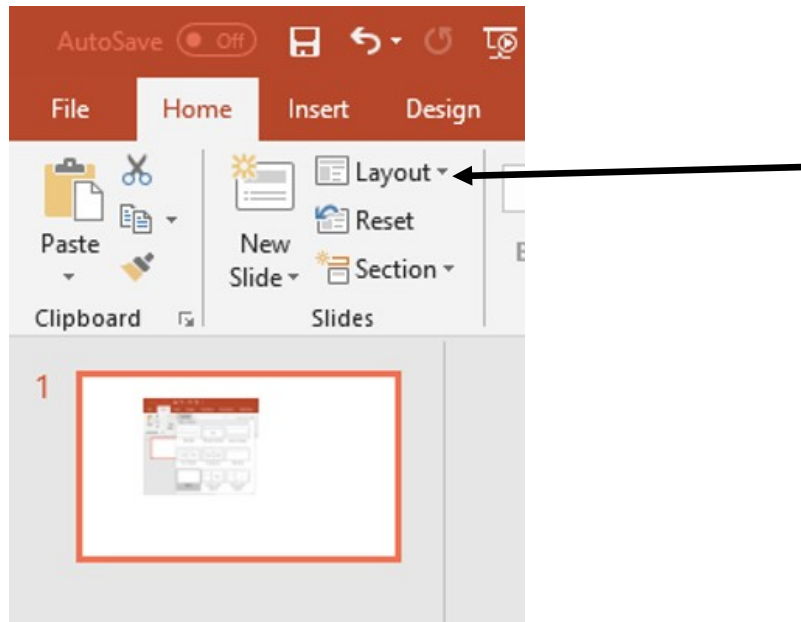 AutoSave Off
File Home Insert Design
Layout
Reset
Section
Paste
New
Slide
Clipboard Slides
1